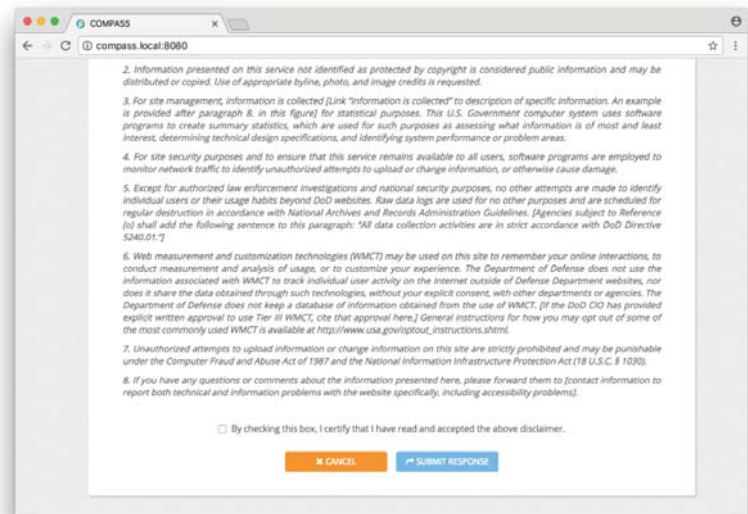 COMPASS
compass.local:8080
2. Information presented on this service not identified as protected by copyright is considered public information and may be
distributed or copied. Use of appropriate byline, photo, and image credits is requested.
3. For site management, information is collected [Link "information is collected" to description of specific information. An example
is provided after paragraph 8, in this figure] for statistical purposes. This U.S. Government computer system uses software
programs to create summary statistics, which are used for such purposes as assessing what information is of most and least
interest, determining technical design specifications, and identifying system performance or problem areas.
4. For site security purposes and to ensure that this service remains available to all users, software programs are employed to
monitor network traffic to identify unauthorized attempts to upload or change information, or otherwise cause damage.
5. Except for authorized law enforcement investigations and national security purposes, no other attempts are made to identify
individual users or their usage habits beyond DoD websites. Raw data logs are used for no other purposes and are scheduled for
regular destruction in accordance with National Archives and Records Administration Guidelines. [Agencies subject to Reference
(o) shall add the following sentence to this paragraph: "All data collection activities are in strict accordance with DoD Directive
5240.01."]
6. Web measurement and customization technologies (WMCT) may be used on this site to remember your online interactions, to
conduct measurement and analysis of usage, or to customize your experience. The Department of Defense does not use the
information associated with WMCT to track individual user activity on the Internet outside of Defense Department websites, nor
does it share the data obtained through such technologies, without your explicit consent, with other departments or agencies. The
Department of Defense does not keep a database of information obtained from the use of WMCT. [If the DoD CIO has provided
explicit written approval to use Tier III WMCT, cite that approval here.] General instructions for how you may opt out of some of
the most commonly used WMCT is available at http://www.usa.gov/optout_instructions.shtml.
7. Unauthorized attempts to upload information or change information on this site are strictly prohibited and may be punishable
under the Computer Fraud and Abuse Act of 1987 and the National Information Infrastructure Protection Act (18 U.S.C. § 1030).
8. If you have any questions or comments about the information presented here, please forward them to [contact information to
report both technical and information problems with the website specifically, including accessibility problems].
By checking this box, I certify that I have read and accepted the above disclaimer.
CANCEL
SUBMIT RESPONSE